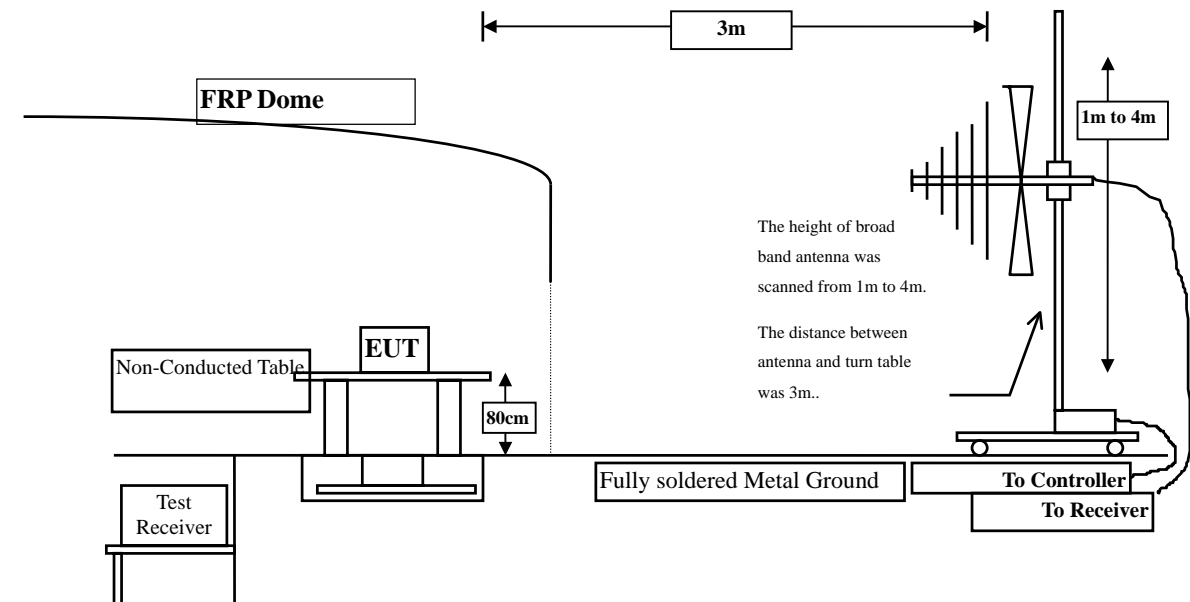 3m
FRP Dome
1m to 4m
The height of broad
band antenna was
scanned from 1m to 4m.
The distance between
antenna and turn table
was 3m..
EUT
Non-Conducted Table
80cm
Fully soldered Metal Ground
To Controller
To Receiver
Test
Receiver